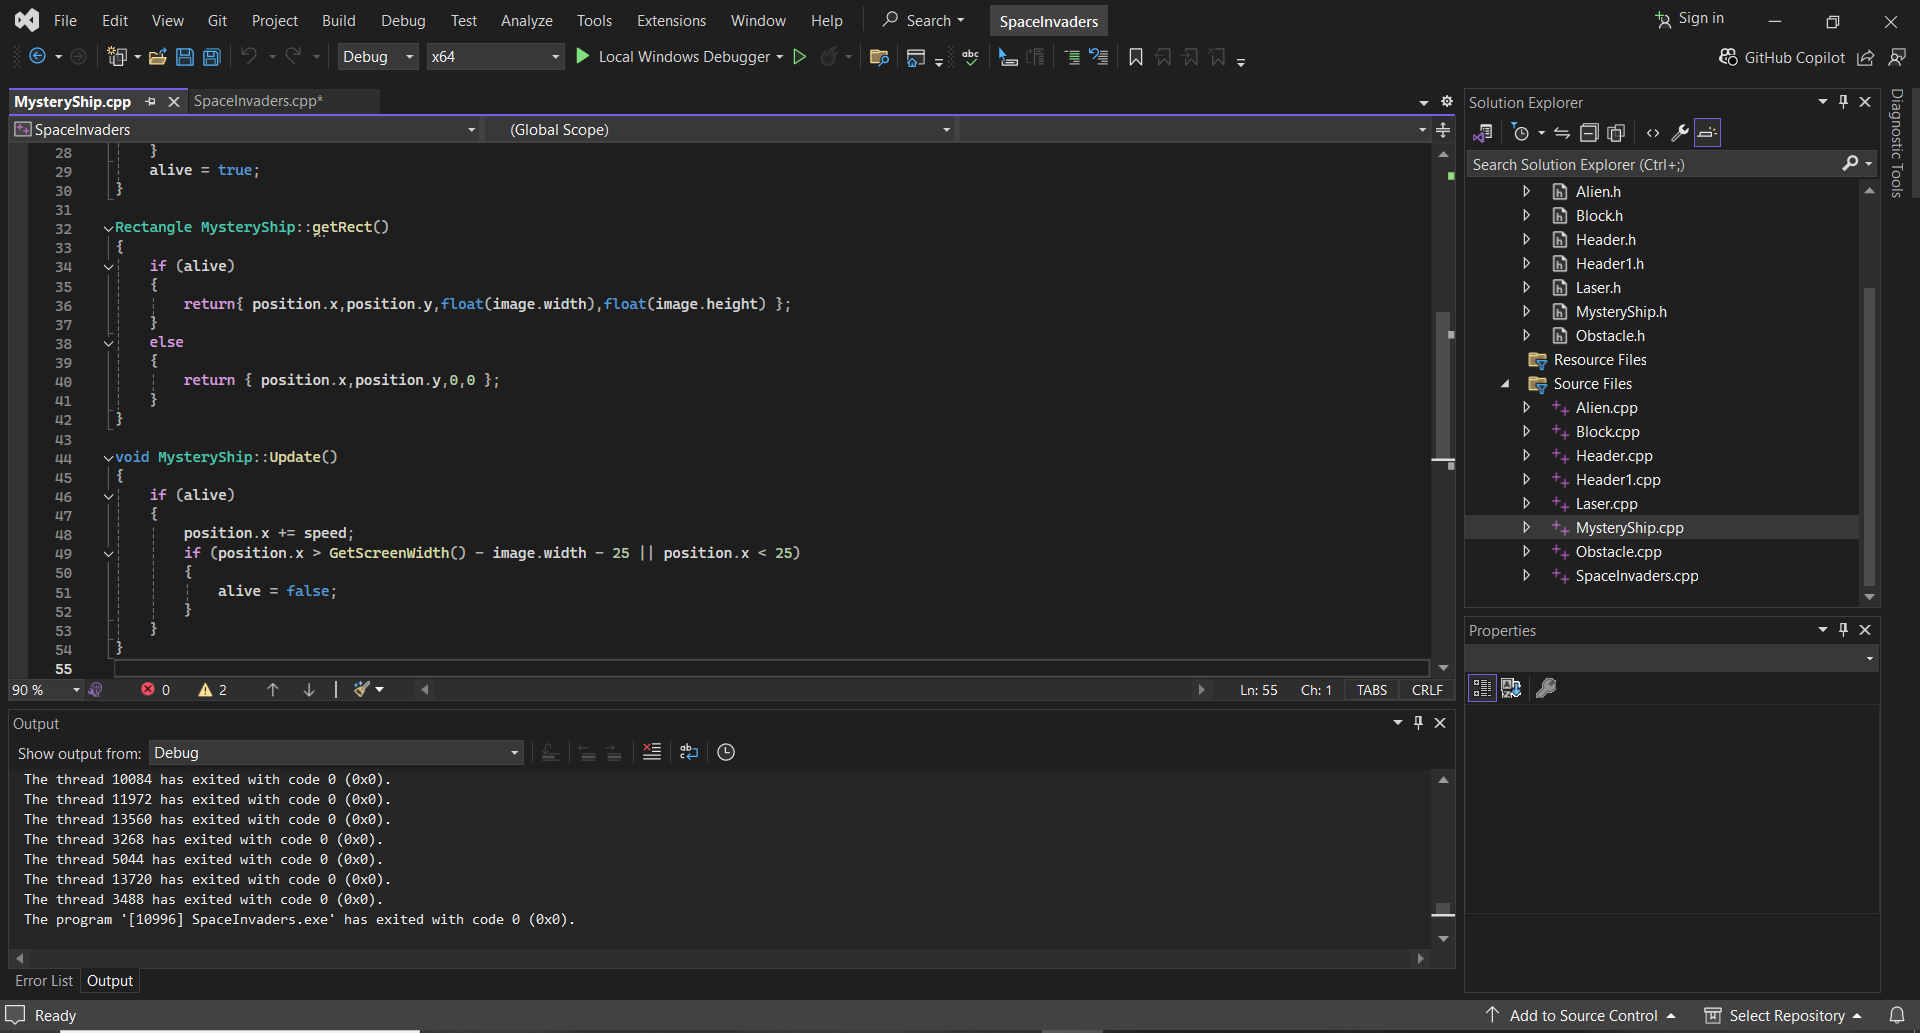 File Edit View Git Project Build Debug Test Analyze Tools Extensions Window Help Search SpaceInvaders Sign in
Debug x64 Local Windows Debugger abc GitHub Copilot
MysteryShip.cpp SpaceInvaders.cpp*
SpaceInvaders (Global Scope)
28 }
29 alive = true;
30 }
31
32 Rectangle MysteryShip::getRect()
33 {
34 if (alive)
35 {
36 return{ position.x,position.y,float(image.width),float(image.height) };
37 }
38 else
39 {
40 return { position.x,position.y,0,0 };
41 }
42 }
43
44 void MysteryShip::Update()
45 {
46 if (alive)
47 {
48 position.x += speed;
49 if (position.x > GetScreenWidth() - image.width - 25 || position.x < 25)
50 {
51 alive = false;
52 }
53 }
54 }
55
90 % 0 2 Ln: 55 Ch: 1 TABS CRLF
Output
Show output from: Debug
The thread 10084 has exited with code 0 (0x0).
The thread 11972 has exited with code 0 (0x0).
The thread 13560 has exited with code 0 (0x0).
The thread 3268 has exited with code 0 (0x0).
The thread 5044 has exited with code 0 (0x0).
The thread 13720 has exited with code 0 (0x0).
The thread 3488 has exited with code 0 (0x0).
The program '[10996] SpaceInvaders.exe' has exited with code 0 (0x0).
Error List Output
Solution Explorer
Search Solution Explorer (Ctrl+;)
Alien.h
Block.h
Header.h
Header1.h
Laser.h
MysteryShip.h
Obstacle.h
Resource Files
Source Files
Alien.cpp
Block.cpp
Header.cpp
Header1.cpp
Laser.cpp
MysteryShip.cpp
Obstacle.cpp
SpaceInvaders.cpp
Properties
Diagnostic Tools
Ready Add to Source Control Select Repository